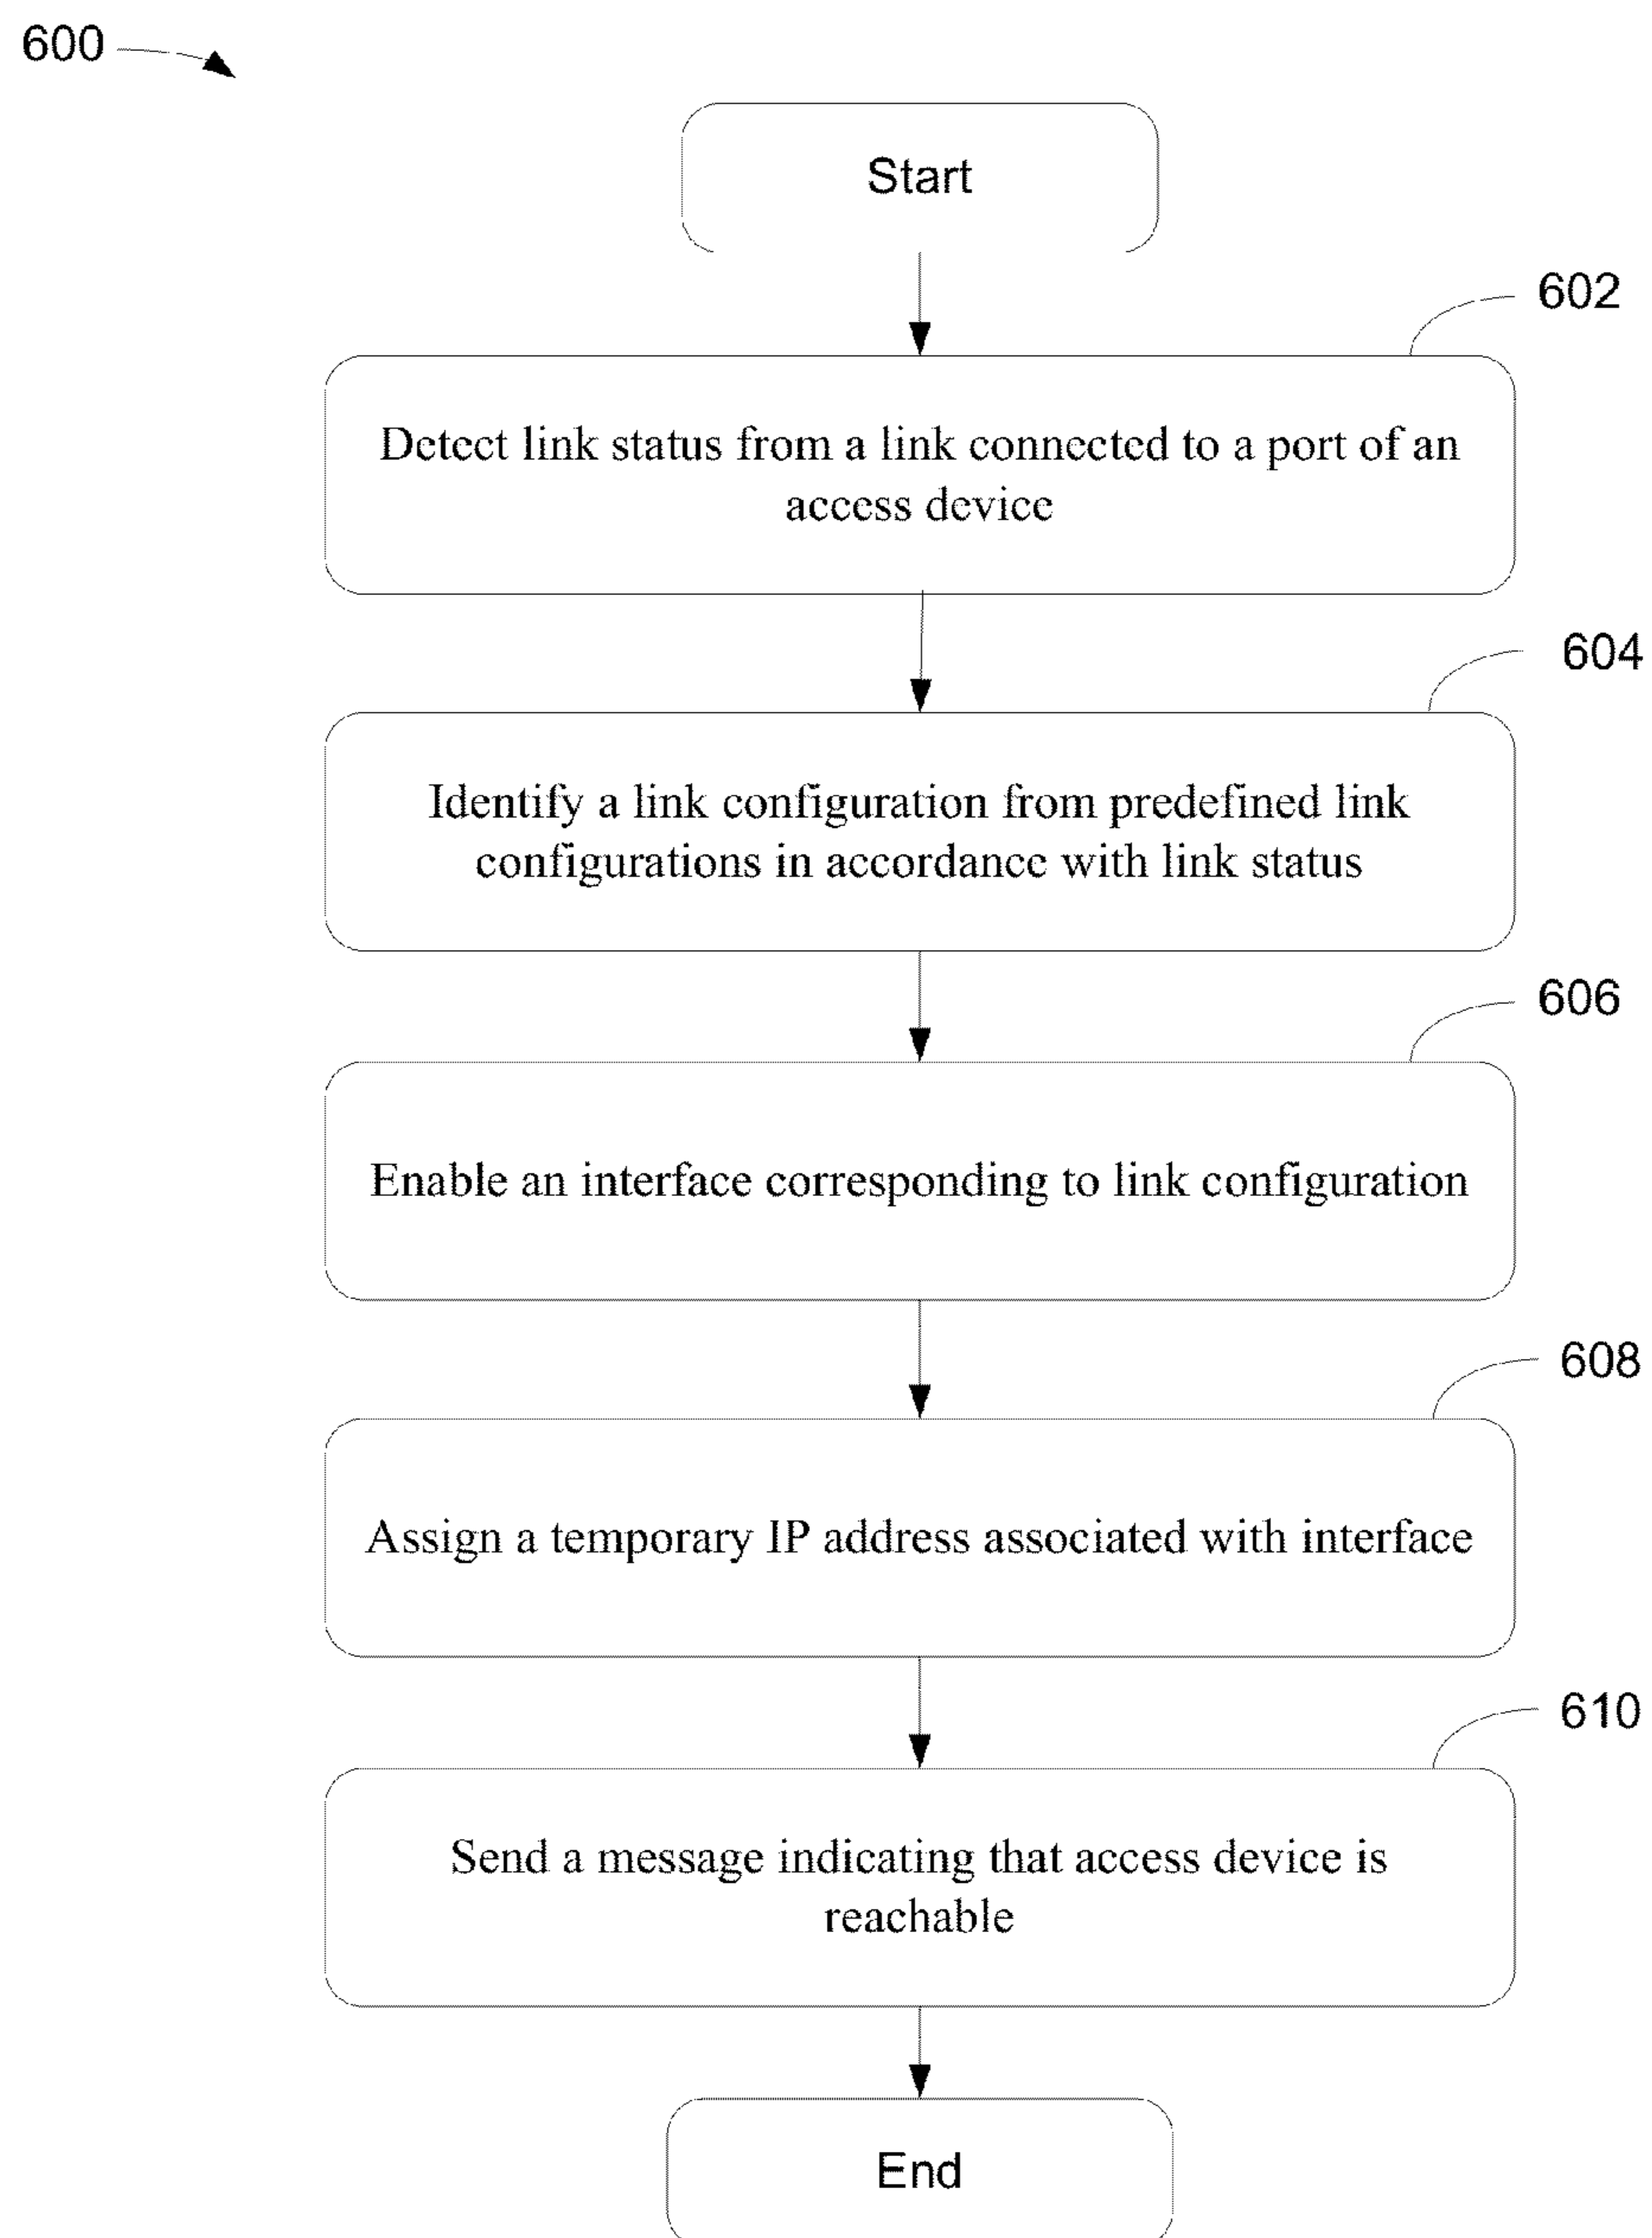 600
Start
602
Detect link status from a link connected to a port of an
access device
604
Identify a link configuration from predefined link
configurations in accordance with link status
606
Enable an interface corresponding to link configuration
608
Assign a temporary IP address associated with interface
610
Send a message indicating that access device is
reachable
End